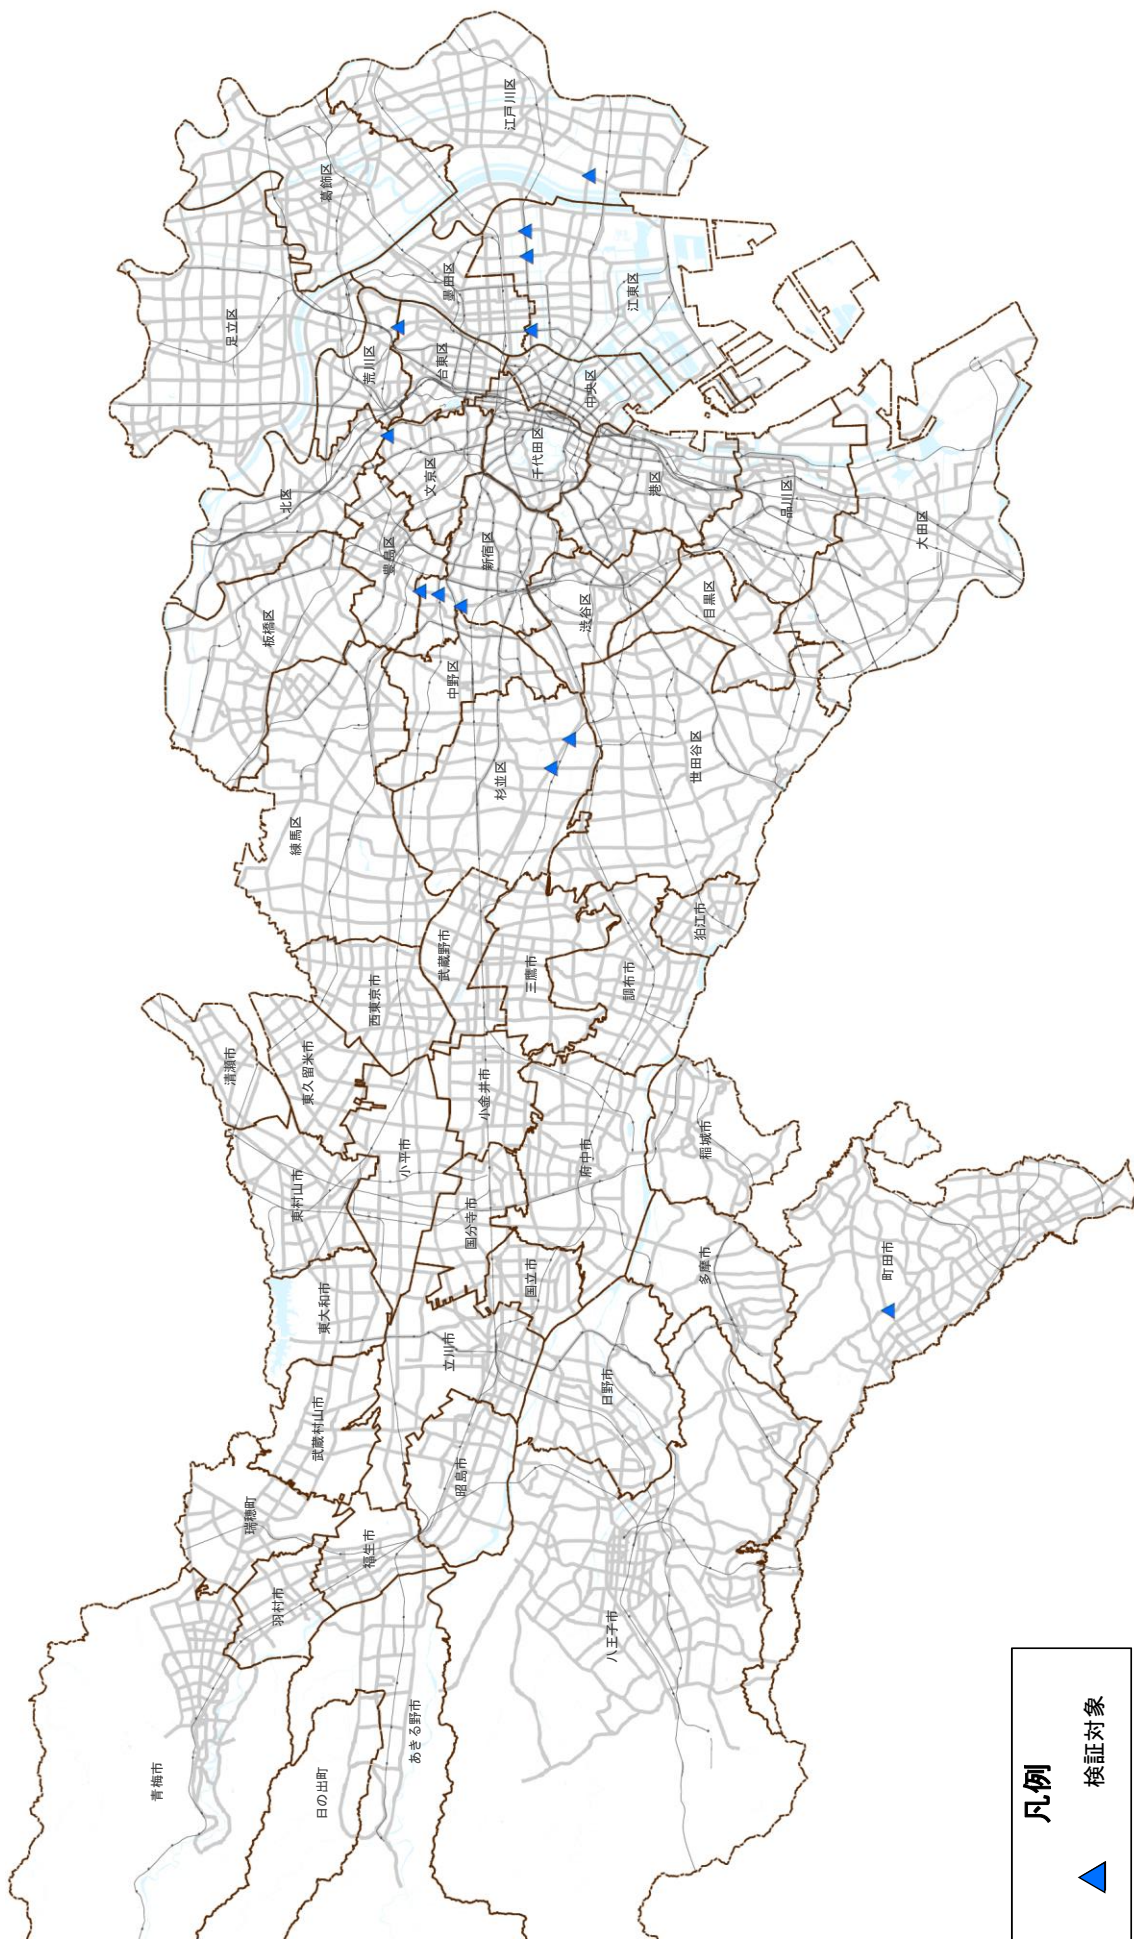 青梅市
日の出町
あきる野市
八王子市
羽村市
瑞穂町
福生市
昭島市
武蔵村山市
東大和市
立川市
日野市
多摩市
町田市
国立市
国分寺市
東村山市
小平市
府中市
稲城市
清瀬市
東久留米市
小金井市
西東京市
武蔵野市
三鷹市
調布市
狛江市
練馬区
杉並区
世田谷区
中野区
板橋区
豊島区
新宿区
渋谷区
目黒区
北区
文京区
千代田区
港区
品川区
大田区
足立区
荒川区
台東区
中央区
墨田区
江東区
葛飾区
江戸川区
凡例
検証対象